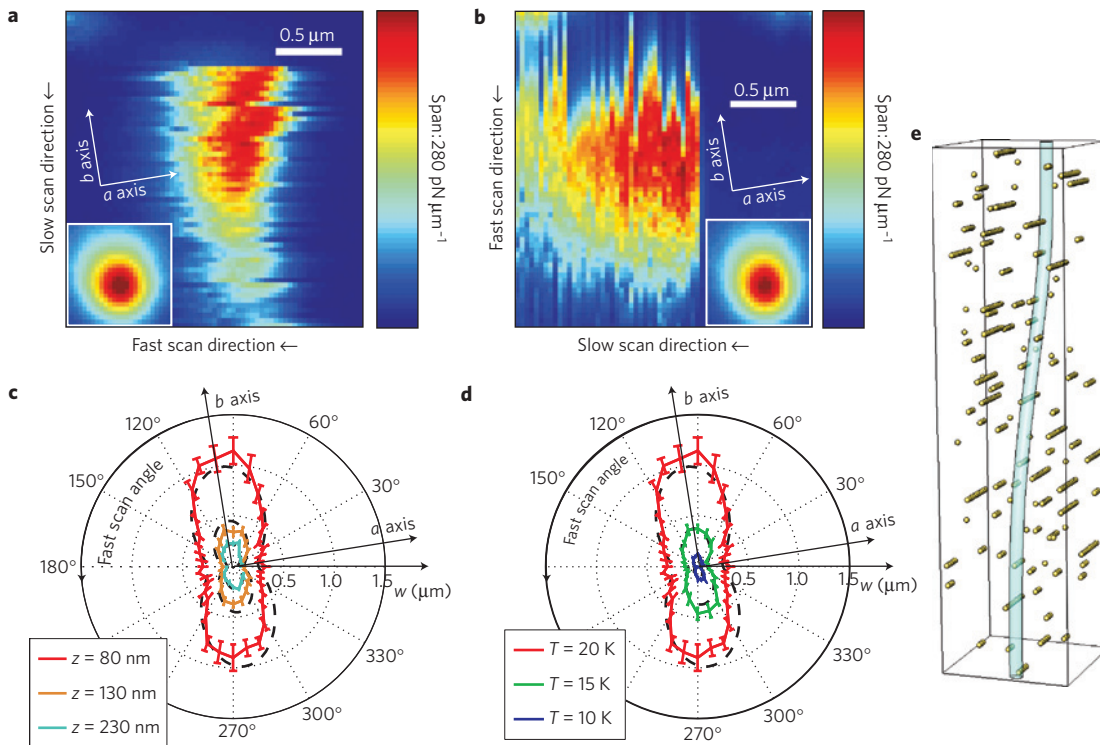 a
0.5 μm
Slow scan direction ←
b axis
a axis
Fast scan direction ←
Span: 280 pN μm⁻¹
b
0.5 μm
Fast scan direction ←
b axis
a axis
Slow scan direction ←
Span: 280 pN μm⁻¹
e
c
b axis
120°
60°
150°
Fast scan angle
30°
a axis
180°
0.5
1.0
1.5
w (μm)
330°
300°
270°
z = 80 nm
z = 130 nm
z = 230 nm
d
b axis
120°
60°
150°
Fast scan angle
30°
a axis
180°
0.5
1.0
1.5
w (μm)
330°
300°
270°
T = 20 K
T = 15 K
T = 10 K